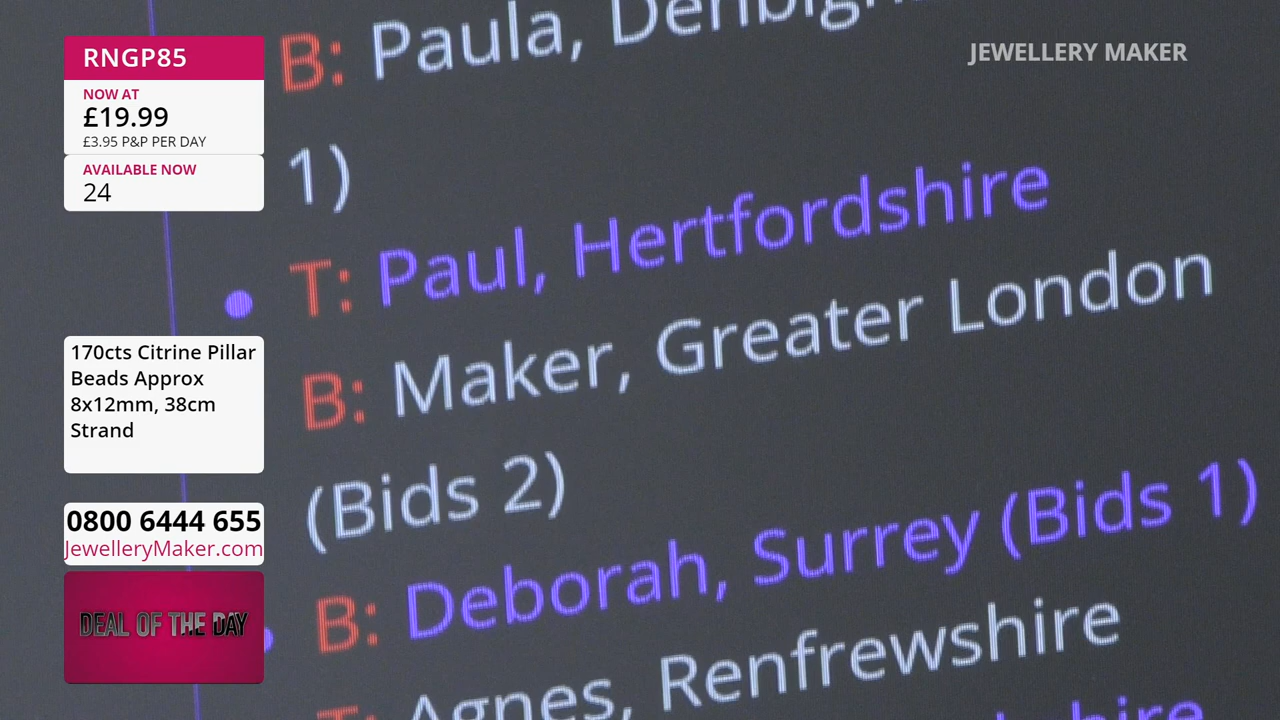 RNGP85
NOW AT
£19.99
£3.95 P&P PER DAY
AVAILABLE NOW
24
170cts Citrine Pillar
Beads Approx
8x12mm, 38cm
Strand
0800 6444 655
JewelleryMaker.com
DEAL OF THE DAY
JEWELLERY MAKER
B: Paula,
1)
T: Paul, Hertfordshire
B: Maker, Greater London
(Bids 2)
B: Deborah, Surrey (Bids 1)
T: Agnes, Renfrewshire